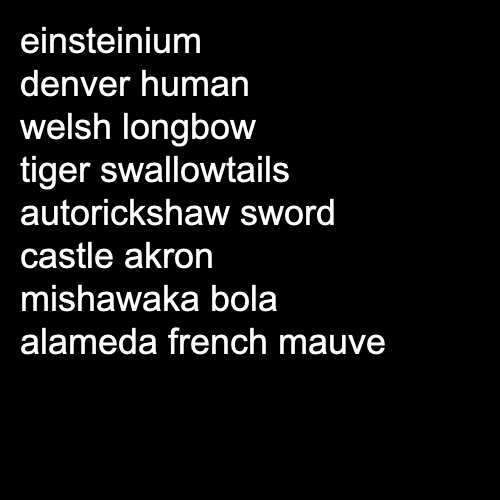 einsteinium
denver human
welsh longbow
tiger swallowtails
autorickshaw sword
castle akron
mishawaka bola
alameda french mauve